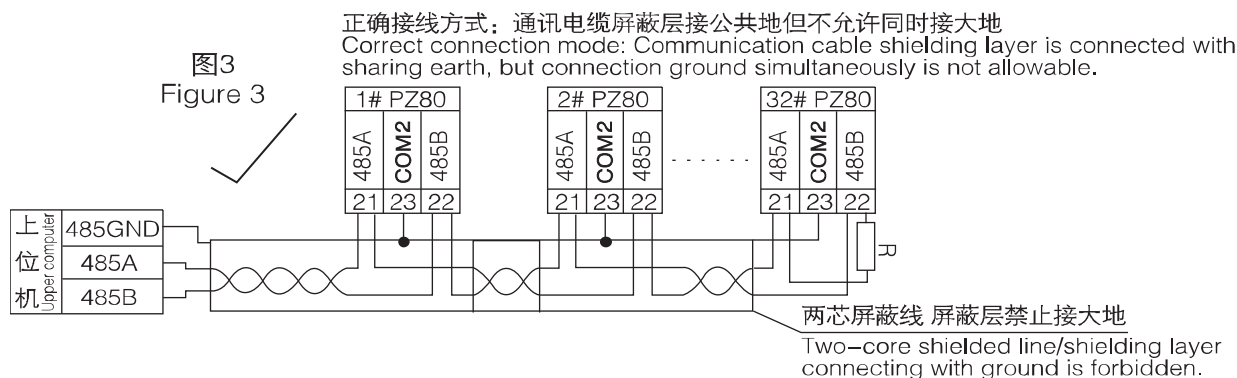 正确接线方式：通讯电缆屏蔽层接公共地但不允许同时接大地
Correct connection mode: Communication cable shielding layer is connected with
sharing earth, but connection ground simultaneously is not allowable.
图3
Figure 3
1# PZ80
485A
COM2
485B
21 23 22
2# PZ80
485A
COM2
485B
21 23 22
· · · · · ·
32# PZ80
485A
COM2
485B
21 23 22
R
上位机
Upper computer
485GND
485A
485B
两芯屏蔽线 屏蔽层禁止接大地
Two-core shielded line/shielding layer
connecting with ground is forbidden.